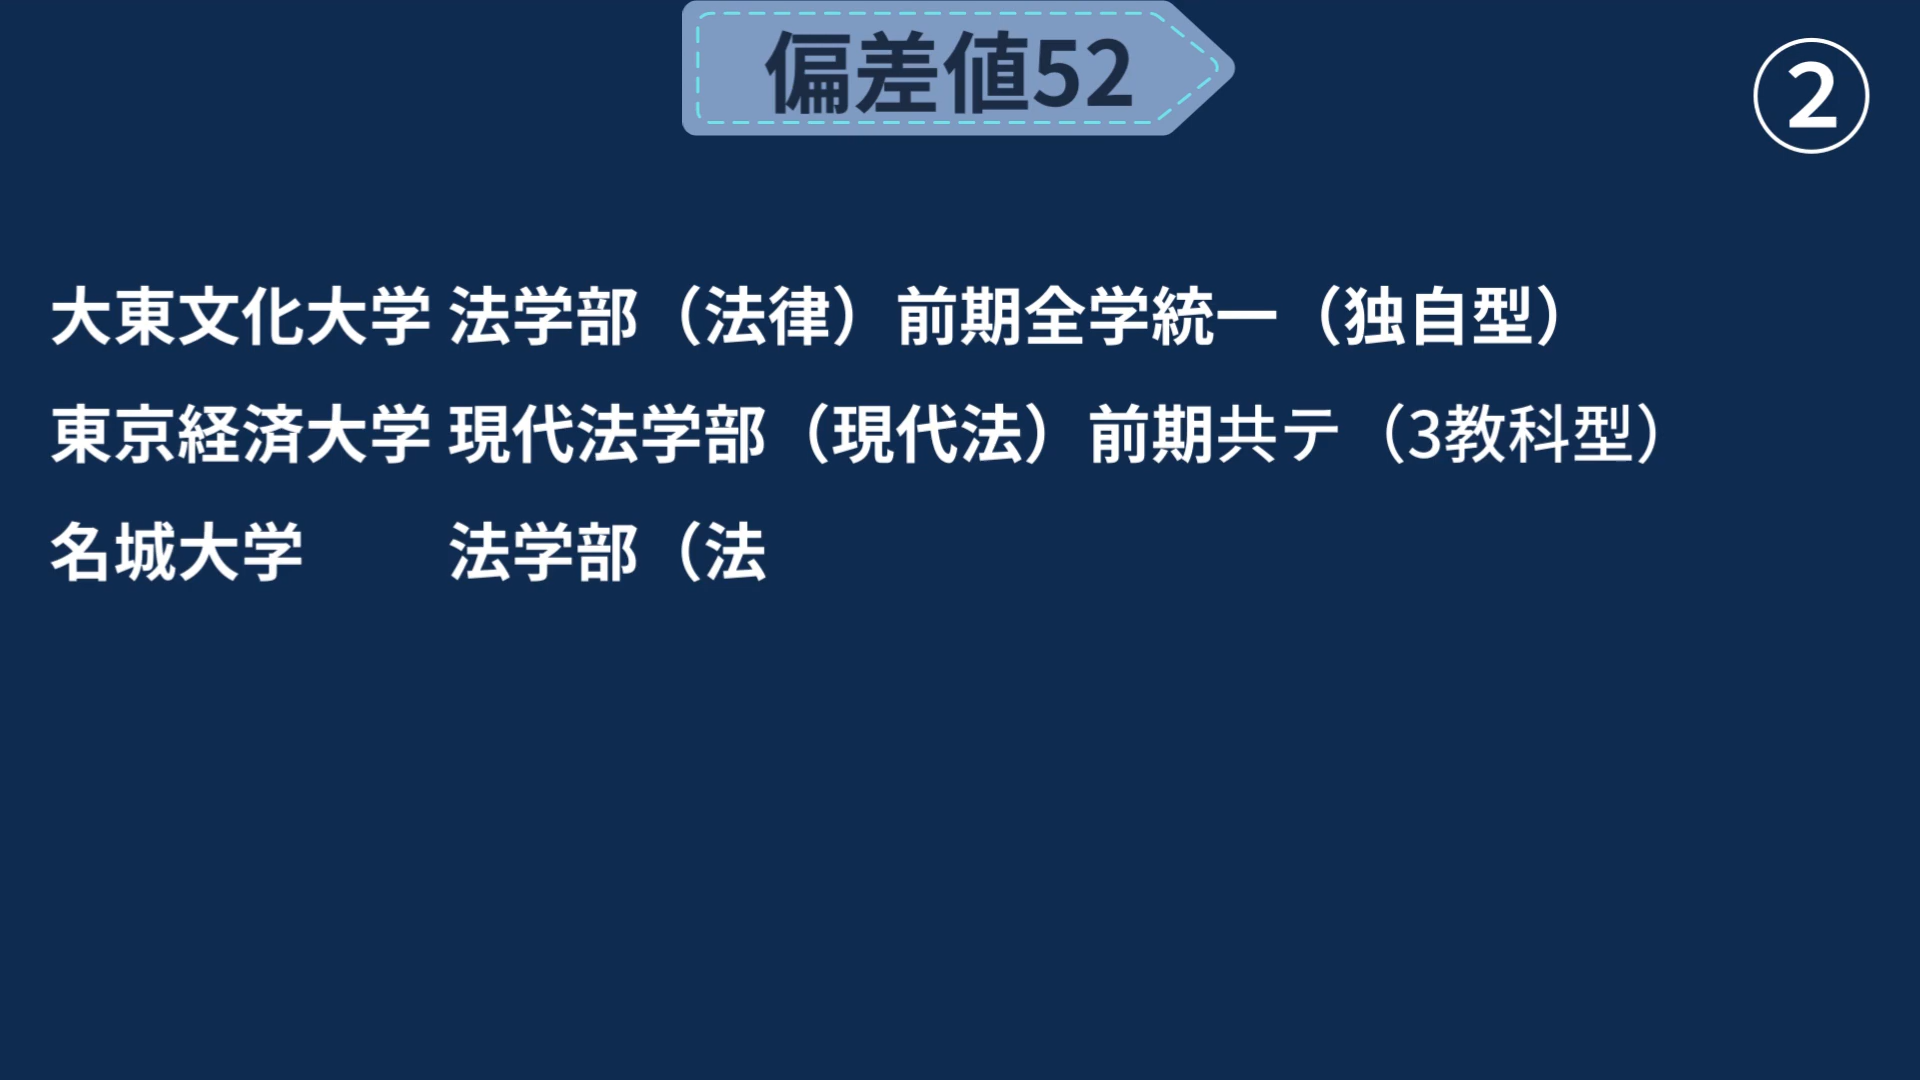 偏差値52
②
大東文化大学 法学部（法律）前期全学統一（独自型）
東京経済大学 現代法学部（現代法）前期共テ（3教科型）
名城大学 法学部（法